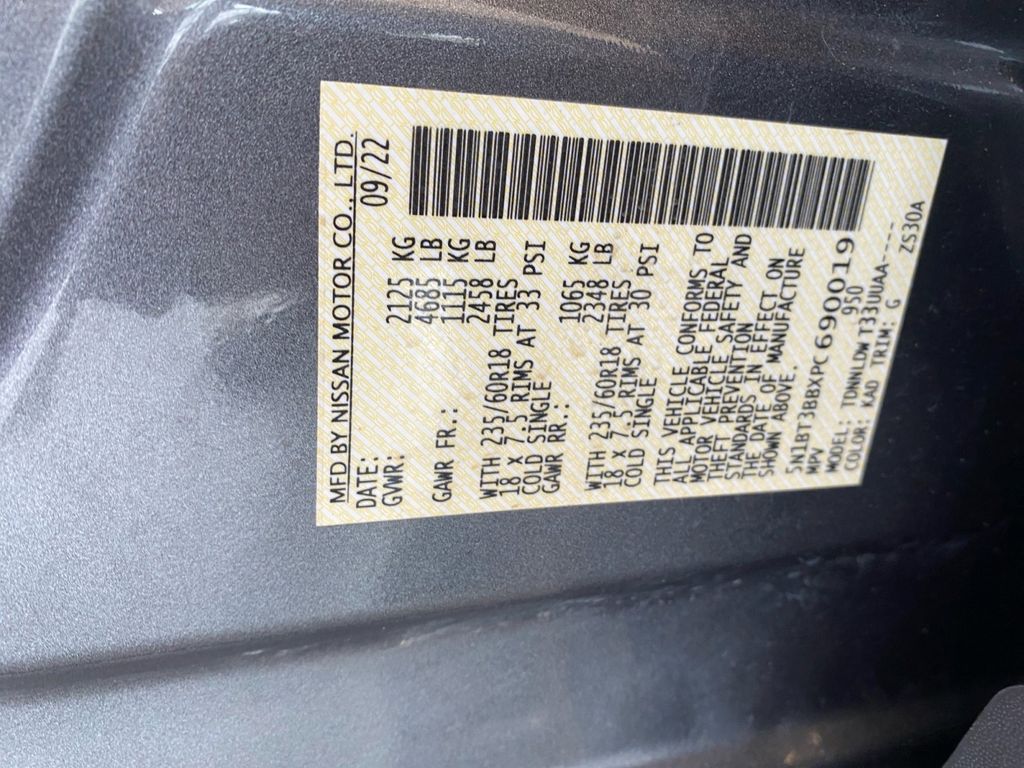 MFD BY NISSAN MOTOR CO., LTD.
DATE: 09/22
GVWR: 2125 KG
4685 LB
GAWR FR.: 1115 KG
2458 LB
WITH 235/60R18 TIRES
18 x 7.5 RIMS AT 33 PSI
COLD SINGLE
GAWR RR.: 1065 KG
2348 LB
WITH 235/60R18 TIRES
18 x 7.5 RIMS AT 30 PSI
COLD SINGLE
THIS VEHICLE CONFORMS TO
ALL APPLICABLE FEDERAL
MOTOR VEHICLE SAFETY AND
THEFT PREVENTION
STANDARDS IN EFFECT ON
THE DATE OF MANUFACTURE
SHOWN ABOVE.
5N1BT3BBXPC690019
MPV 950
MODEL: TDNNNLDW T33UUAA----
COLOR: KAD TRIM: G ZS30A